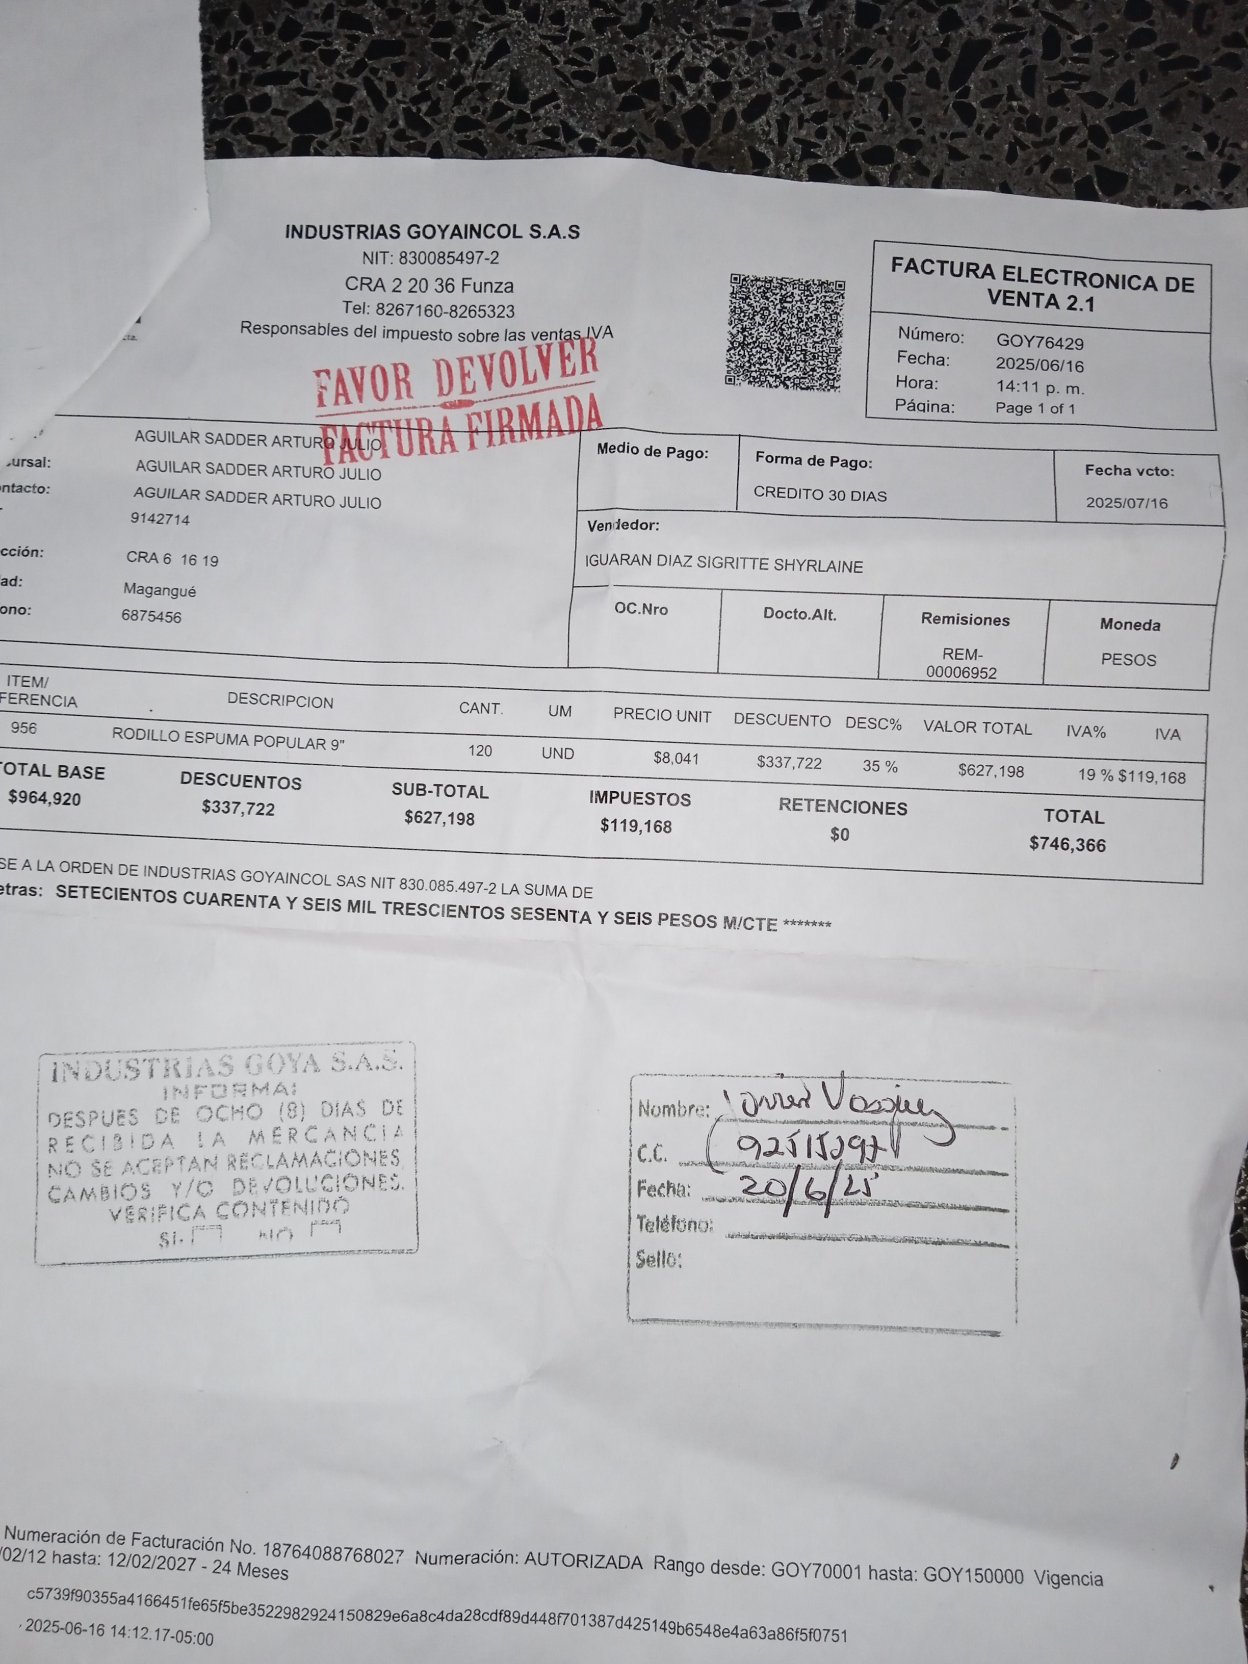 INDUSTRIAS GOYAINCOL S.A.S
NIT: 830085497-2
CRA 2 20 36 Funza
Tel: 8267160-8265323
Responsables del impuesto sobre las ventas IVA
FAVOR DEVOLVER
FACTURA FIRMADA
FACTURA ELECTRONICA DE
VENTA 2.1
Número: GOY76429
Fecha: 2025/06/16
Hora: 14:11 p. m.
Página: Page 1 of 1
AGUILAR SADDER ARTURO JULIO
ursal: AGUILAR SADDER ARTURO JULIO
ntacto: AGUILAR SADDER ARTURO JULIO
9142714
cción: CRA 6 16 19
ad: Magangué
ono: 6875456
Medio de Pago:
Forma de Pago:
CREDITO 30 DIAS
Fecha vcto:
2025/07/16
Vendedor:
IGUARAN DIAZ SIGRITTE SHYRLAINE
OC.Nro Docto.Alt. Remisiones Moneda
REM-
00006952
PESOS
ITEM/
FERENCIA DESCRIPCION CANT. UM PRECIO UNIT DESCUENTO DESC% VALOR TOTAL IVA% IVA
956 RODILLO ESPUMA POPULAR 9" 120 UND $8,041 $337,722 35 % $627,198 19 % $119,168
OTAL BASE DESCUENTOS SUB-TOTAL IMPUESTOS RETENCIONES TOTAL
$964,920 $337,722 $627,198 $119,168 $0 $746,366
SE A LA ORDEN DE INDUSTRIAS GOYAINCOL SAS NIT 830.085.497-2 LA SUMA DE
etras: SETECIENTOS CUARENTA Y SEIS MIL TRESCIENTOS SESENTA Y SEIS PESOS M/CTE *******
INDUSTRIAS GOYA S.A.S.
INFORMA:
DESPUES DE OCHO (8) DIAS DE
RECIBIDA LA MERCANCIA
NO SE ACEPTAN RECLAMACIONES
CAMBIOS Y/O DEVOLUCIONES.
VERIFICA CONTENIDO
SI. NO
Nombre: Javier Vasquez
C.C. 92515297
Fecha: 20/6/25
Teléfono:
Sello:
Numeración de Facturación No. 18764088768027 Numeración: AUTORIZADA Rango desde: GOY70001 hasta: GOY150000 Vigencia
/02/12 hasta: 12/02/2027 - 24 Meses
c5739f90355a4166451fe65f5be3522982924150829e6a8c4da28cdf89d448f701387d425149b6548e4a63a86f5f0751
2025-06-16 14:12.17-05:00